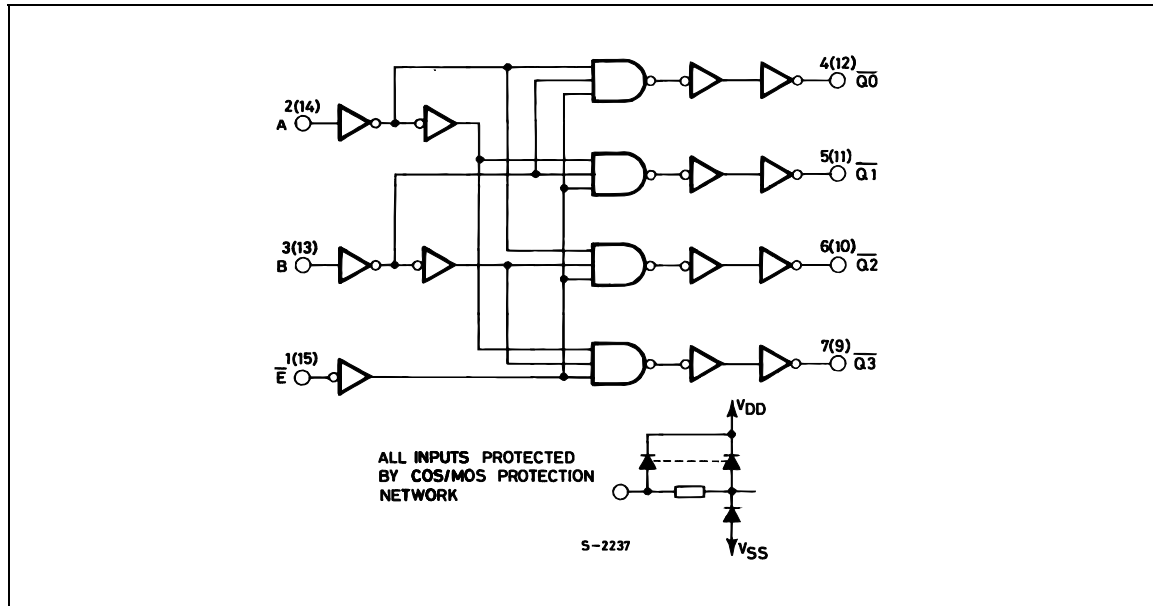 4(12)
Q0
2(14)
A
5(11)
Q1
3(13)
B
6(10)
Q2
1(15)
E
7(9)
Q3
VDD
ALL INPUTS PROTECTED
BY COS/MOS PROTECTION
NETWORK
S-2237
VSS